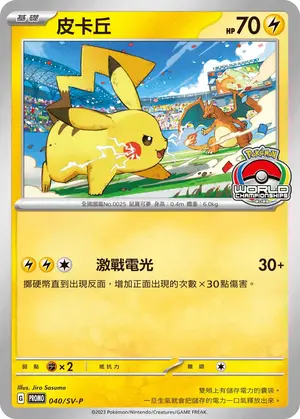 基礎 皮卡丘 HP 70
Pokémon
WORLD
CHAMPIONSHIPS
全國圖鑑No.0025 鼠寶可夢 身高:0.4m 體重:6.0kg
激戰電光 30+
擲硬幣直到出現反面,增加正面出現的次數×30點傷害。
弱點 ×2 抵抗力 撤退
Illus. Jiro Sasumo
G PROMO 040/SV-P
雙頰上有儲存電力的囊袋。
一旦生氣就會把儲存的電力一口氣釋放出來。
©2023 Pokémon/Nintendo/Creatures/GAME FREAK.